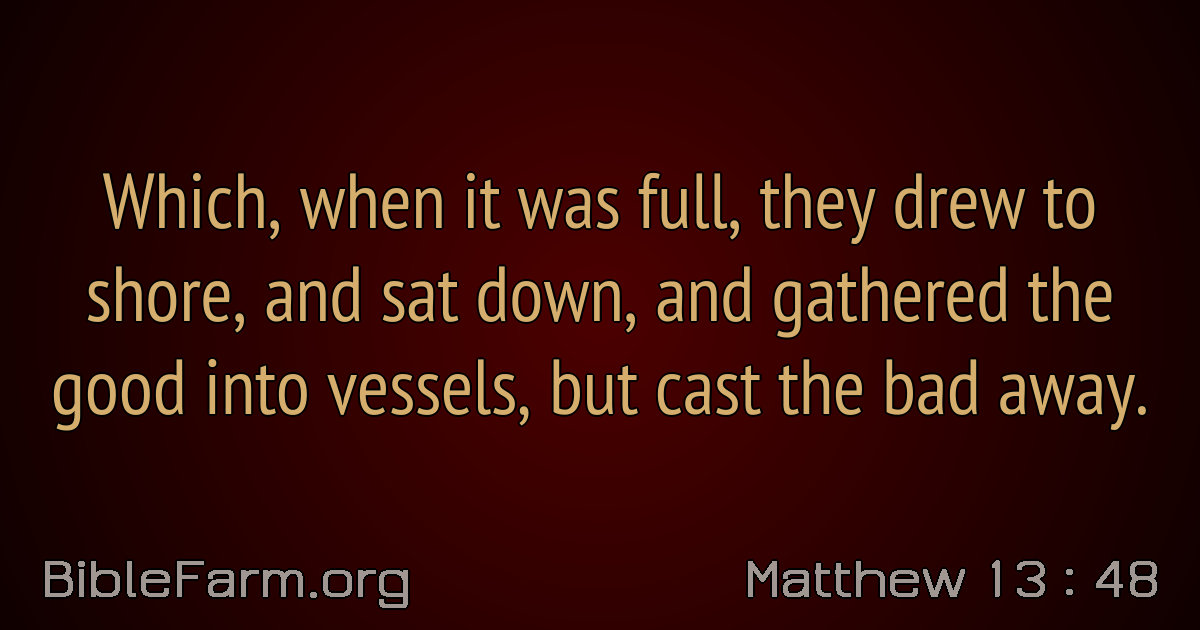 Which, when it was full, they drew to
shore, and sat down, and gathered the
good into vessels, but cast the bad away.
BibleFarm.org
Matthew 13 : 48